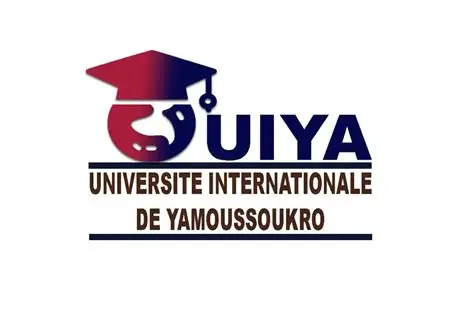 UIYA
UNIVERSITE INTERNATIONALE
DE YAMOUSSOUKRO